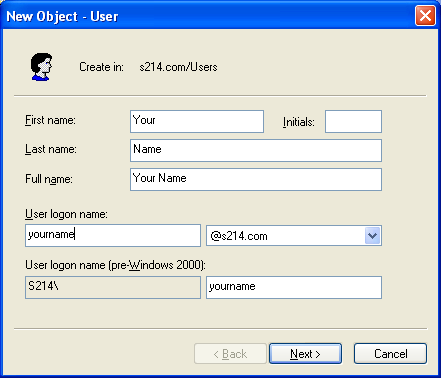 New Object - User
Create in: s214.com/Users
First name: Your Initials:
Last name: Name
Full name: Your Name
User logon name:
yourname @s214.com
User logon name (pre-Windows 2000):
S214\ yourname
< Back Next > Cancel